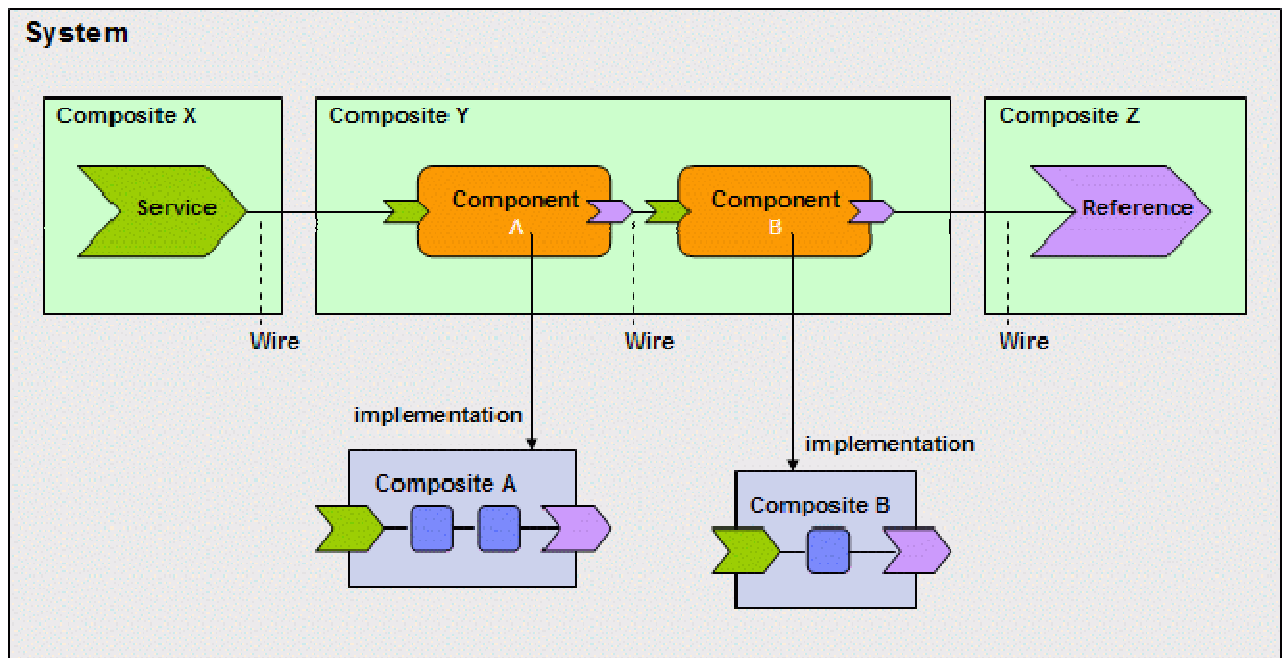 System
Composite X
Composite Y
Composite Z
Service
Component
A
Component
B
Reference
Wire
Wire
Wire
implementation
implementation
Composite A
Composite B